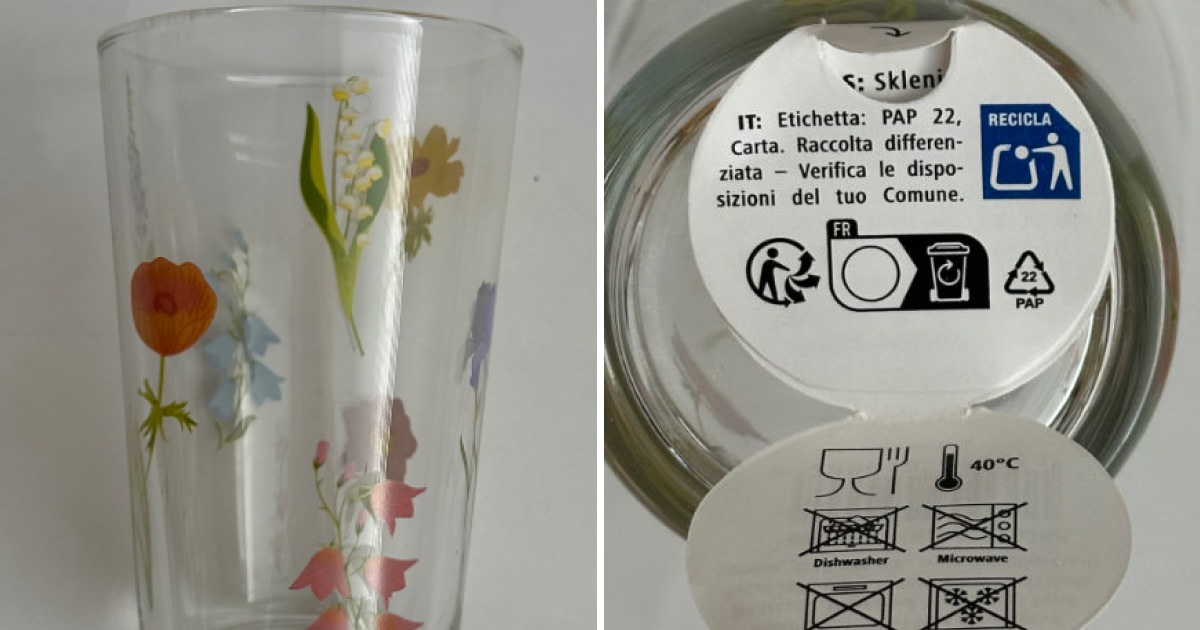 S: Skleni
IT: Etichetta: PAP 22,
Carta. Raccolta differen-
ziata – Verifica le dispo-
sizioni del tuo Comune.
RECICLA
FR
22
PAP
40°C
Dishwasher
Microwave